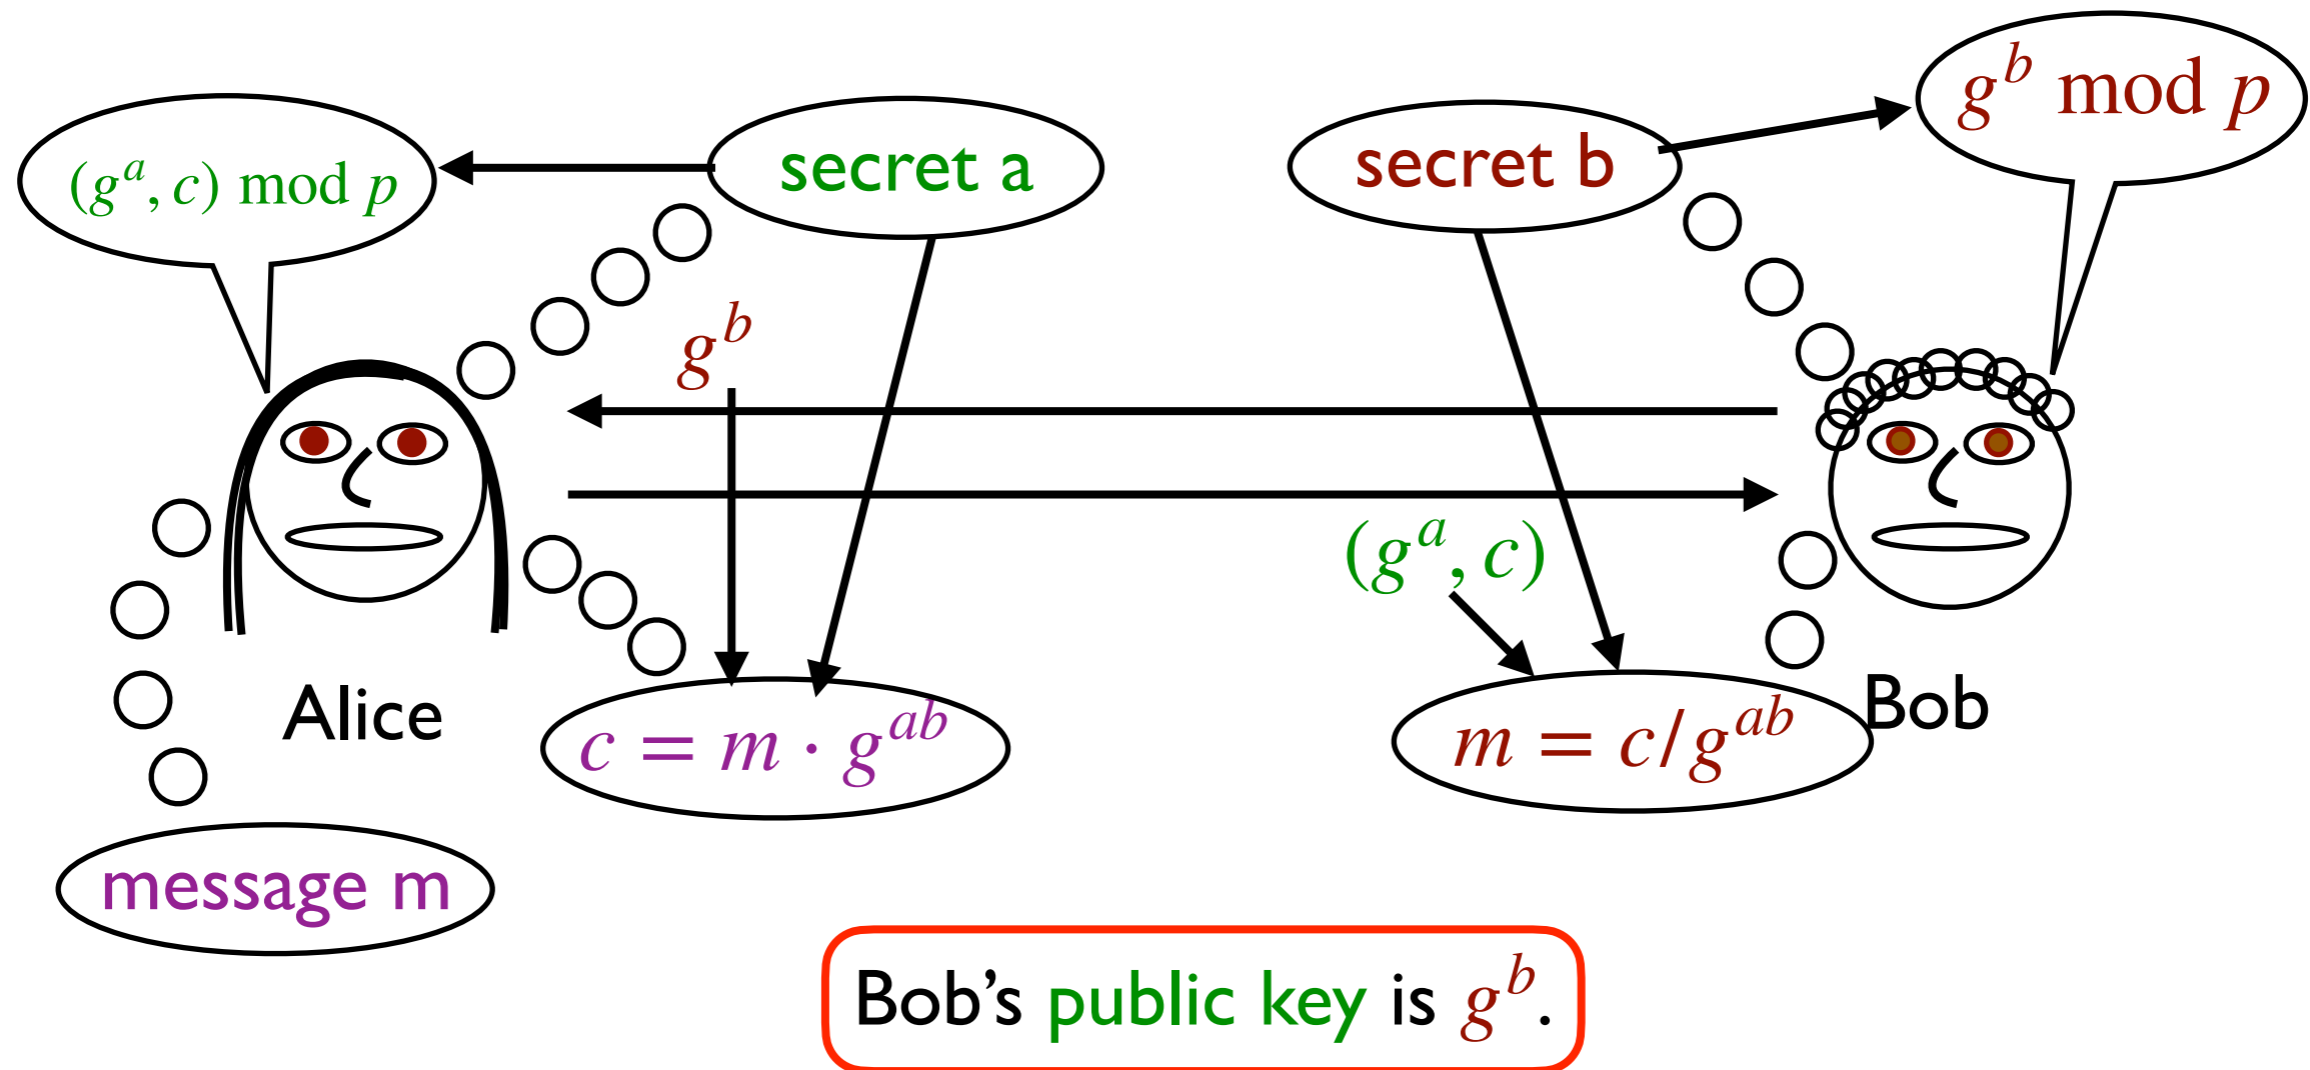 (g^a, c) mod p
secret a
secret b
g^b mod p
g^b
(g^a, c)
Alice
c = m · g^{ab}
m = c/g^{ab}
Bob
message m
Bob’s public key is g^b.